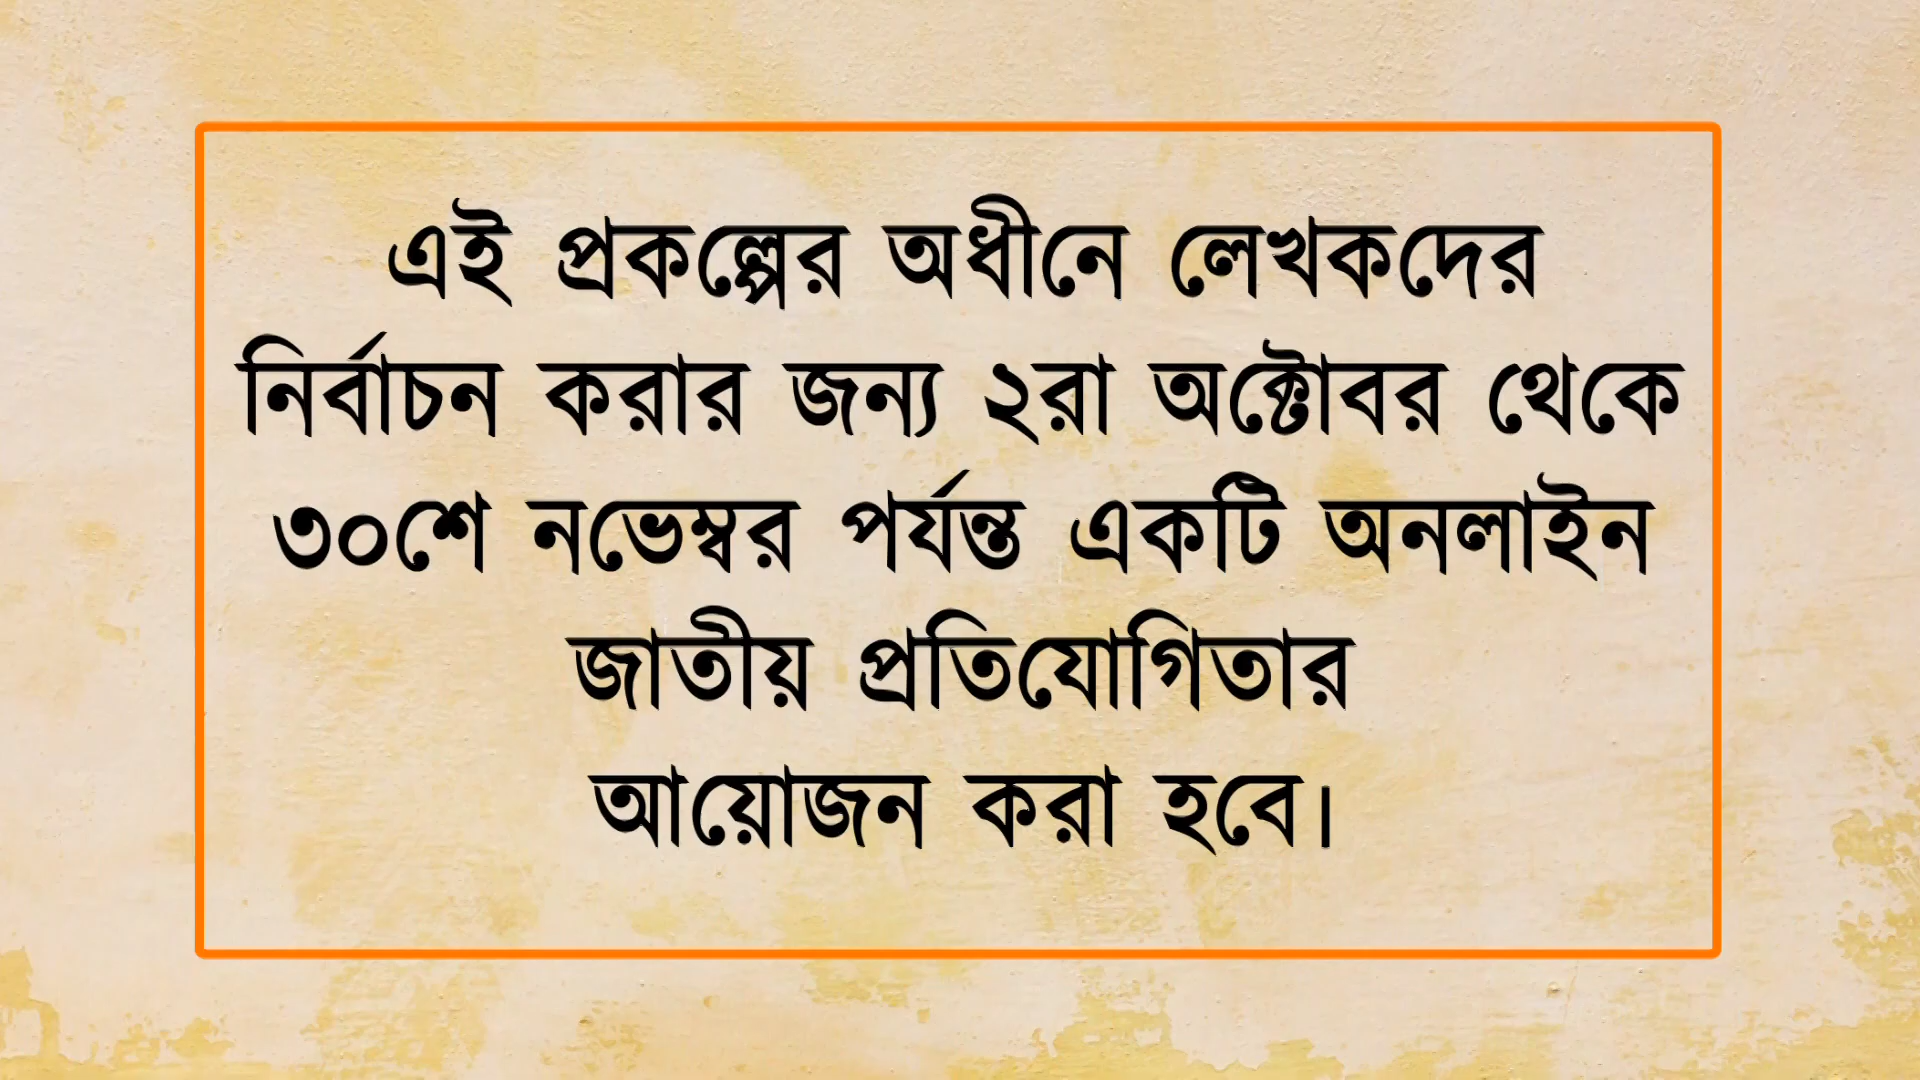 এই প্রকল্পের অধীনে লেখকদের
নির্বাচন করার জন্য ২রা অক্টোবর থেকে
৩০শে নভেম্বর পর্যন্ত একটি অনলাইন
জাতীয় প্রতিযোগিতার
আয়োজন করা হবে।